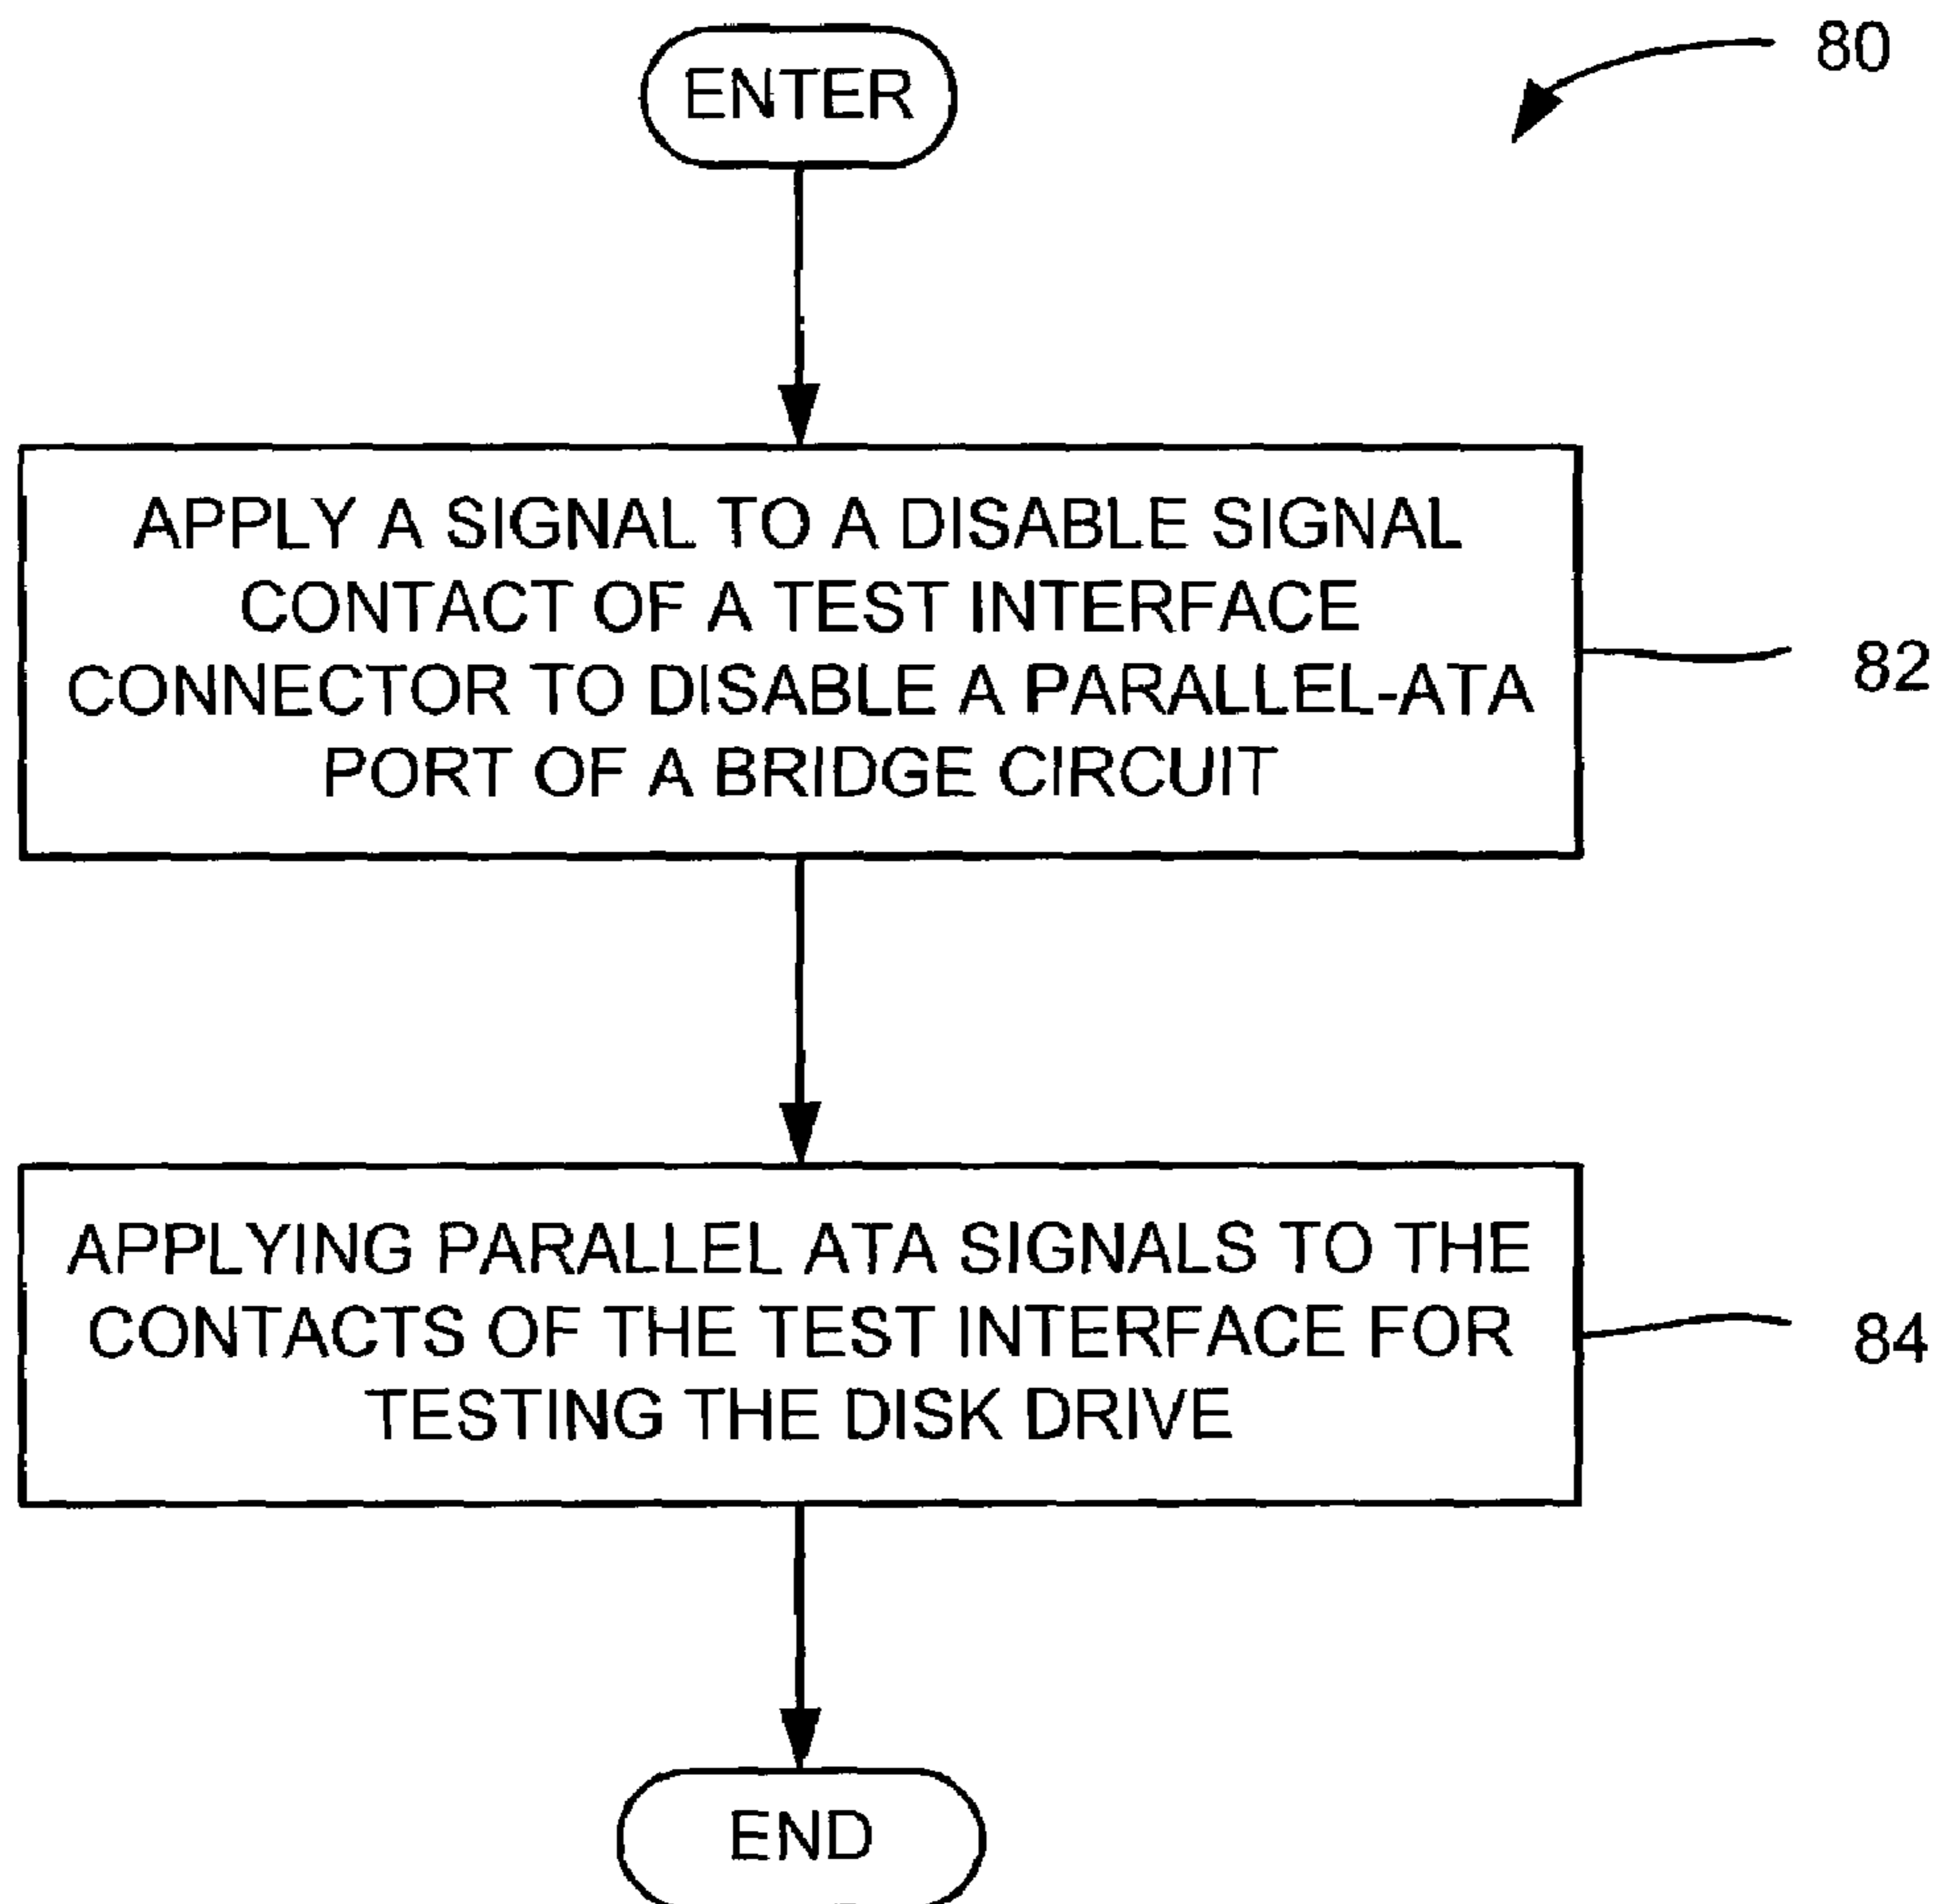 ENTER
80
APPLY A SIGNAL TO A DISABLE SIGNAL
CONTACT OF A TEST INTERFACE
CONNECTOR TO DISABLE A PARALLEL-ATA
PORT OF A BRIDGE CIRCUIT
82
APPLYING PARALLEL ATA SIGNALS TO THE
CONTACTS OF THE TEST INTERFACE FOR
TESTING THE DISK DRIVE
84
END